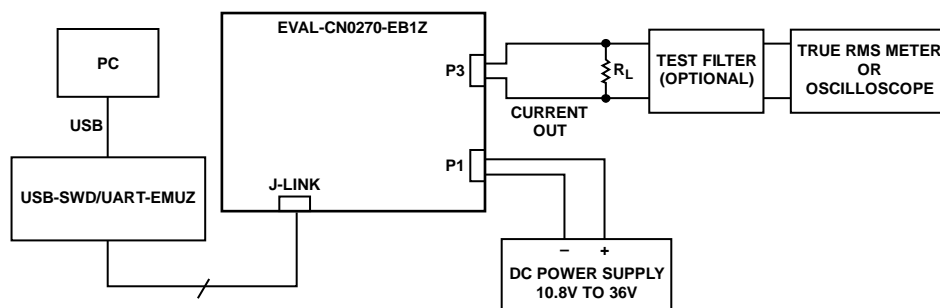 EVAL-CN0270-EB1Z
PC
USB
USB-SWD/UART-EMUZ
J-LINK
P3
P1
CURRENT
OUT
RL
TEST FILTER
(OPTIONAL)
TRUE RMS METER
OR
OSCILLOSCOPE
– +
DC POWER SUPPLY
10.8V TO 36V